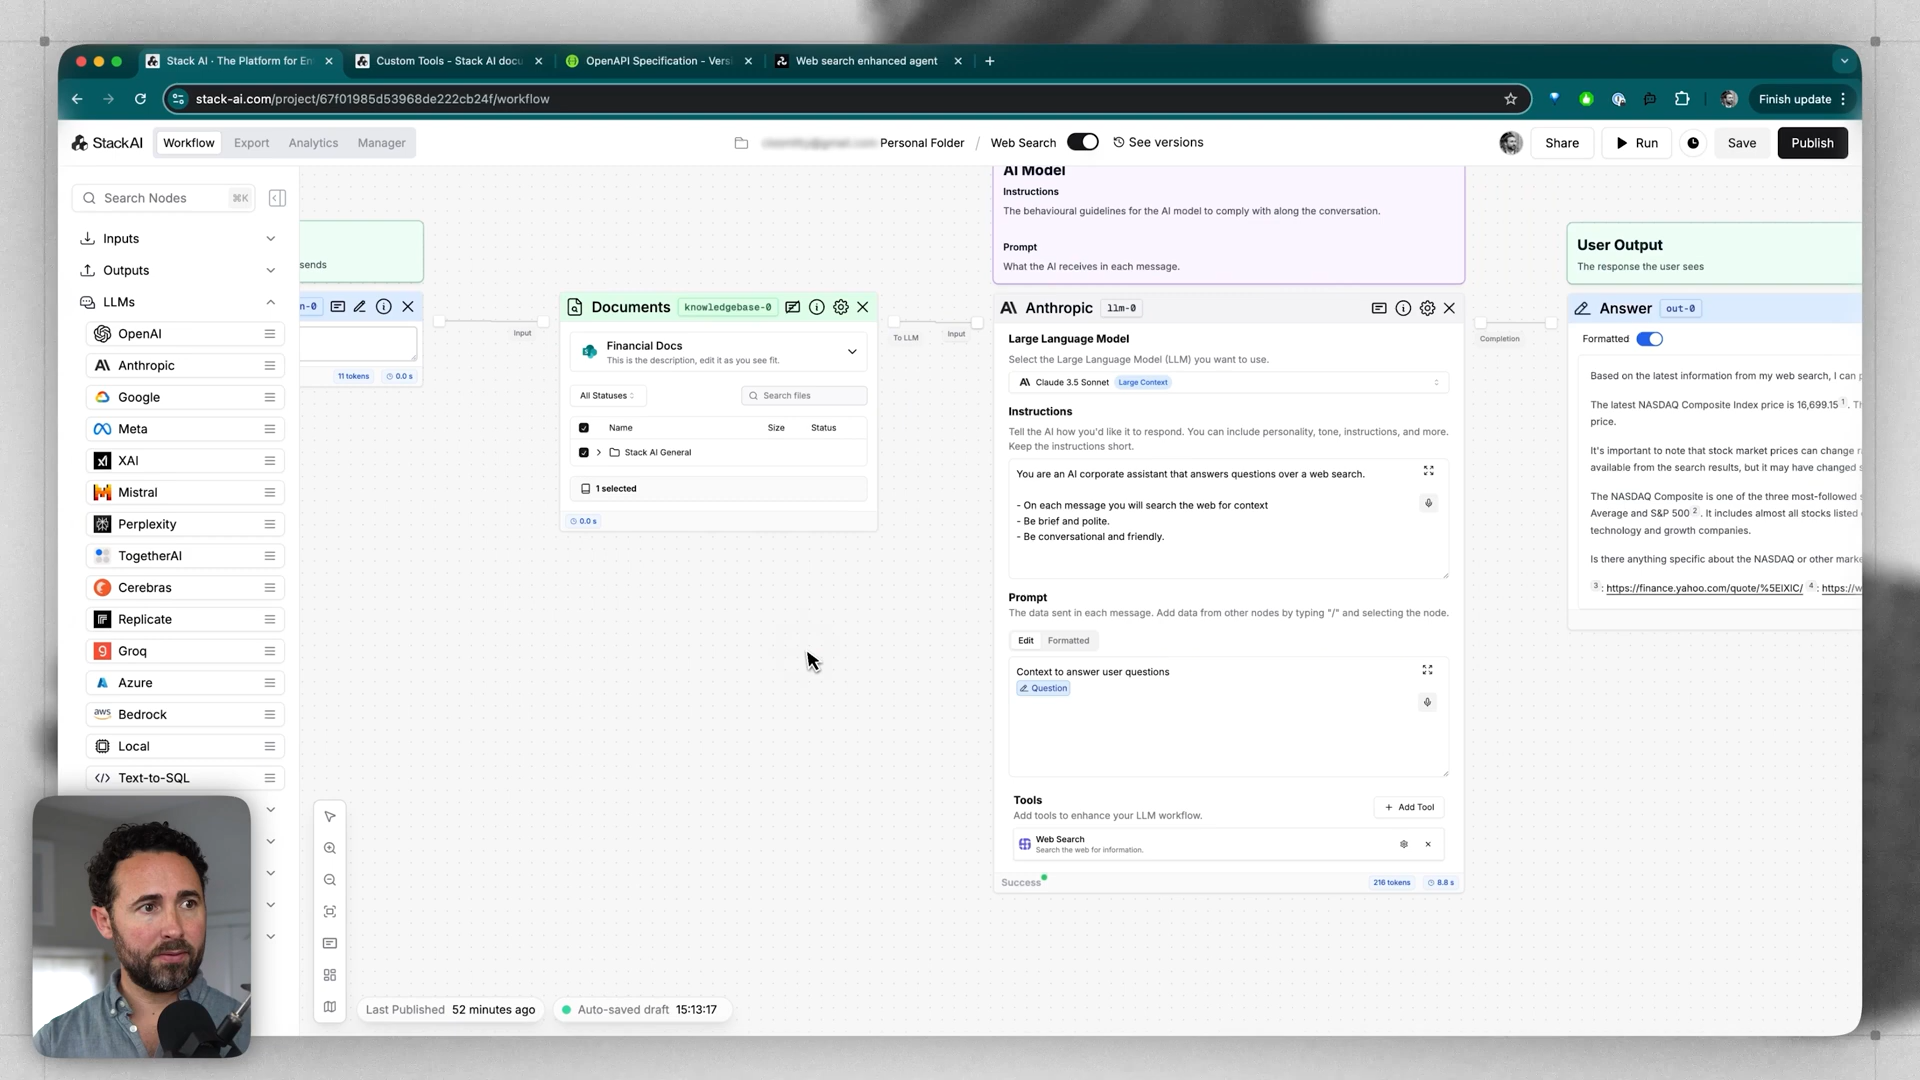 Stack AI · The Platform for En
Custom Tools - Stack AI docu
OpenAPI Specification - Versi
Web search enhanced agent
stack-ai.com/project/67f01985d53968de222cb24f/workflow
Finish update
StackAI
Workflow
Export
Analytics
Manager
Personal Folder
/
Web Search
See versions
Share
Run
Save
Publish
Search Nodes
⌘K
Inputs
Outputs
LLMs
OpenAI
Anthropic
Google
Meta
XAI
Mistral
Perplexity
TogetherAI
Cerebras
Replicate
Groq
Azure
aws
Bedrock
Local
Text-to-SQL
sends
n-0
11 tokens
0.0 s
Input
Documents
knowledgebase-0
Financial Docs
This is the description, edit it as you see fit.
All Statuses
Search files
Name
Size
Status
Stack AI General
1 selected
0.0 s
To LLM
Input
AI Model
Instructions
The behavioural guidelines for the AI model to comply with along the conversation.
Prompt
What the AI receives in each message.
Anthropic
llm-0
Large Language Model
Select the Large Language Model (LLM) you want to use.
Claude 3.5 Sonnet
Large Context
Instructions
Tell the AI how you'd like it to respond. You can include personality, tone, instructions, and more.
Keep the instructions short.
You are an AI corporate assistant that answers questions over a web search.
- On each message you will search the web for context
- Be brief and polite.
- Be conversational and friendly.
Prompt
The data sent in each message. Add data from other nodes by typing "/" and selecting the node.
Edit
Formatted
Context to answer user questions
Question
Tools
Add tools to enhance your LLM workflow.
+ Add Tool
Web Search
Search the web for information.
Success
216 tokens
8.8 s
Completion
User Output
The response the user sees
Answer
out-0
Formatted
Based on the latest information from my web search, I can p
The latest NASDAQ Composite Index price is 16,699.15 1. Th
price.
It's important to note that stock market prices can change r
available from the search results, but it may have changed s
The NASDAQ Composite is one of the three most-followed s
Average and S&P 500 2. It includes almost all stocks listed
technology and growth companies.
Is there anything specific about the NASDAQ or other marke
3 : https://finance.yahoo.com/quote/%5EIXIC/ 4 : https://w
Last Published 52 minutes ago
Auto-saved draft 15:13:17